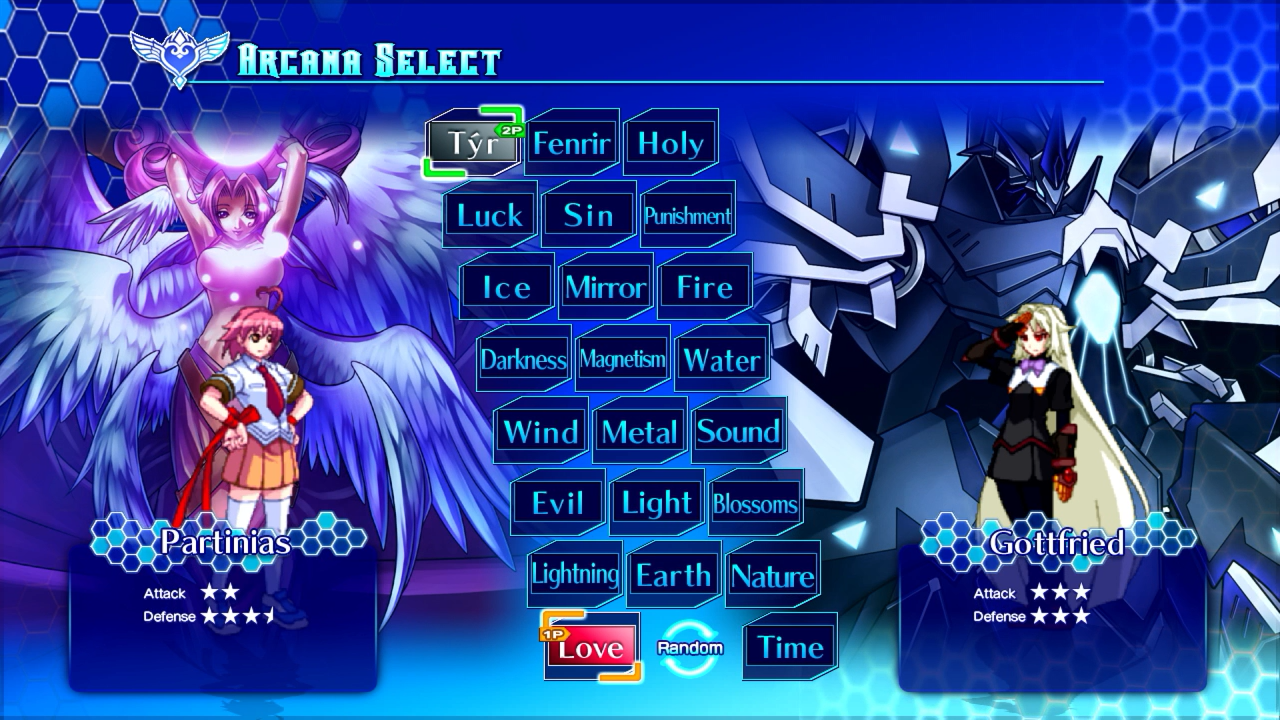 Arcana Select
Týr 2P Fenrir Holy
Luck Sin Punishment
Ice Mirror Fire
Darkness Magnetism Water
Wind Metal Sound
Evil Light Blossoms
Partinias
Gottfried
Attack ★★
Defense ★★★
Attack ★★★
Defense ★★★
Lightning Earth Nature
1P Love Random Time